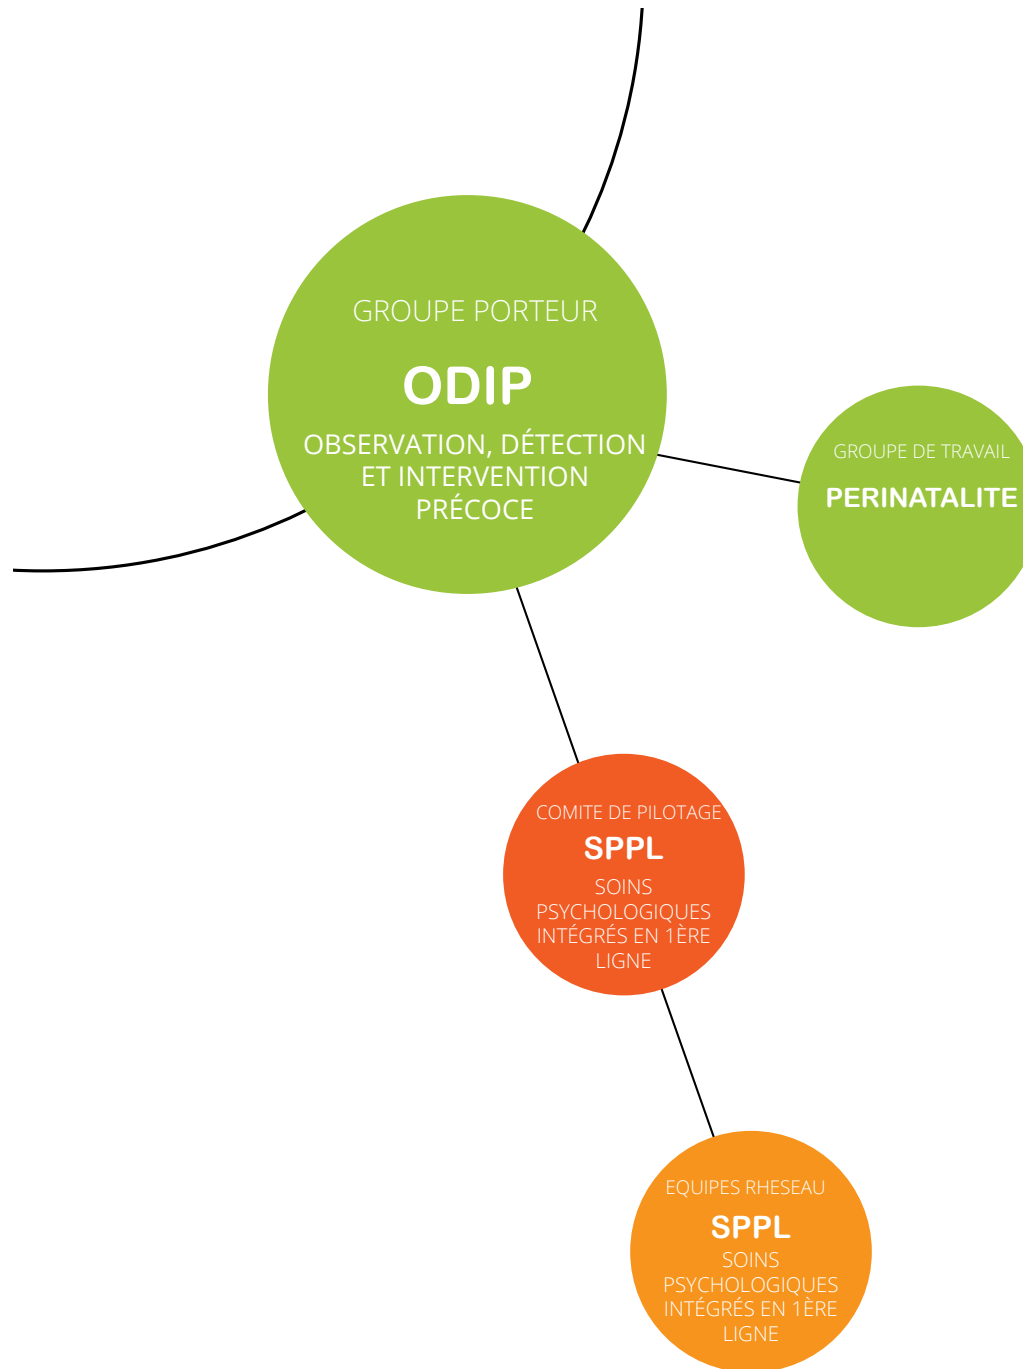 GROUPE PORTEUR
ODIP
OBSERVATION, DÉTECTION
ET INTERVENTION
PRÉCOCE
GROUPE DE TRAVAIL
PERINATALITE
COMITE DE PILOTAGE
SPPL
SOINS
PSYCHOLOGIQUES
INTÉGRÉS EN 1ÈRE
LIGNE
EQUIPES RHESEAU
SPPL
SOINS
PSYCHOLOGIQUES
INTÉGRÉS EN 1ÈRE
LIGNE